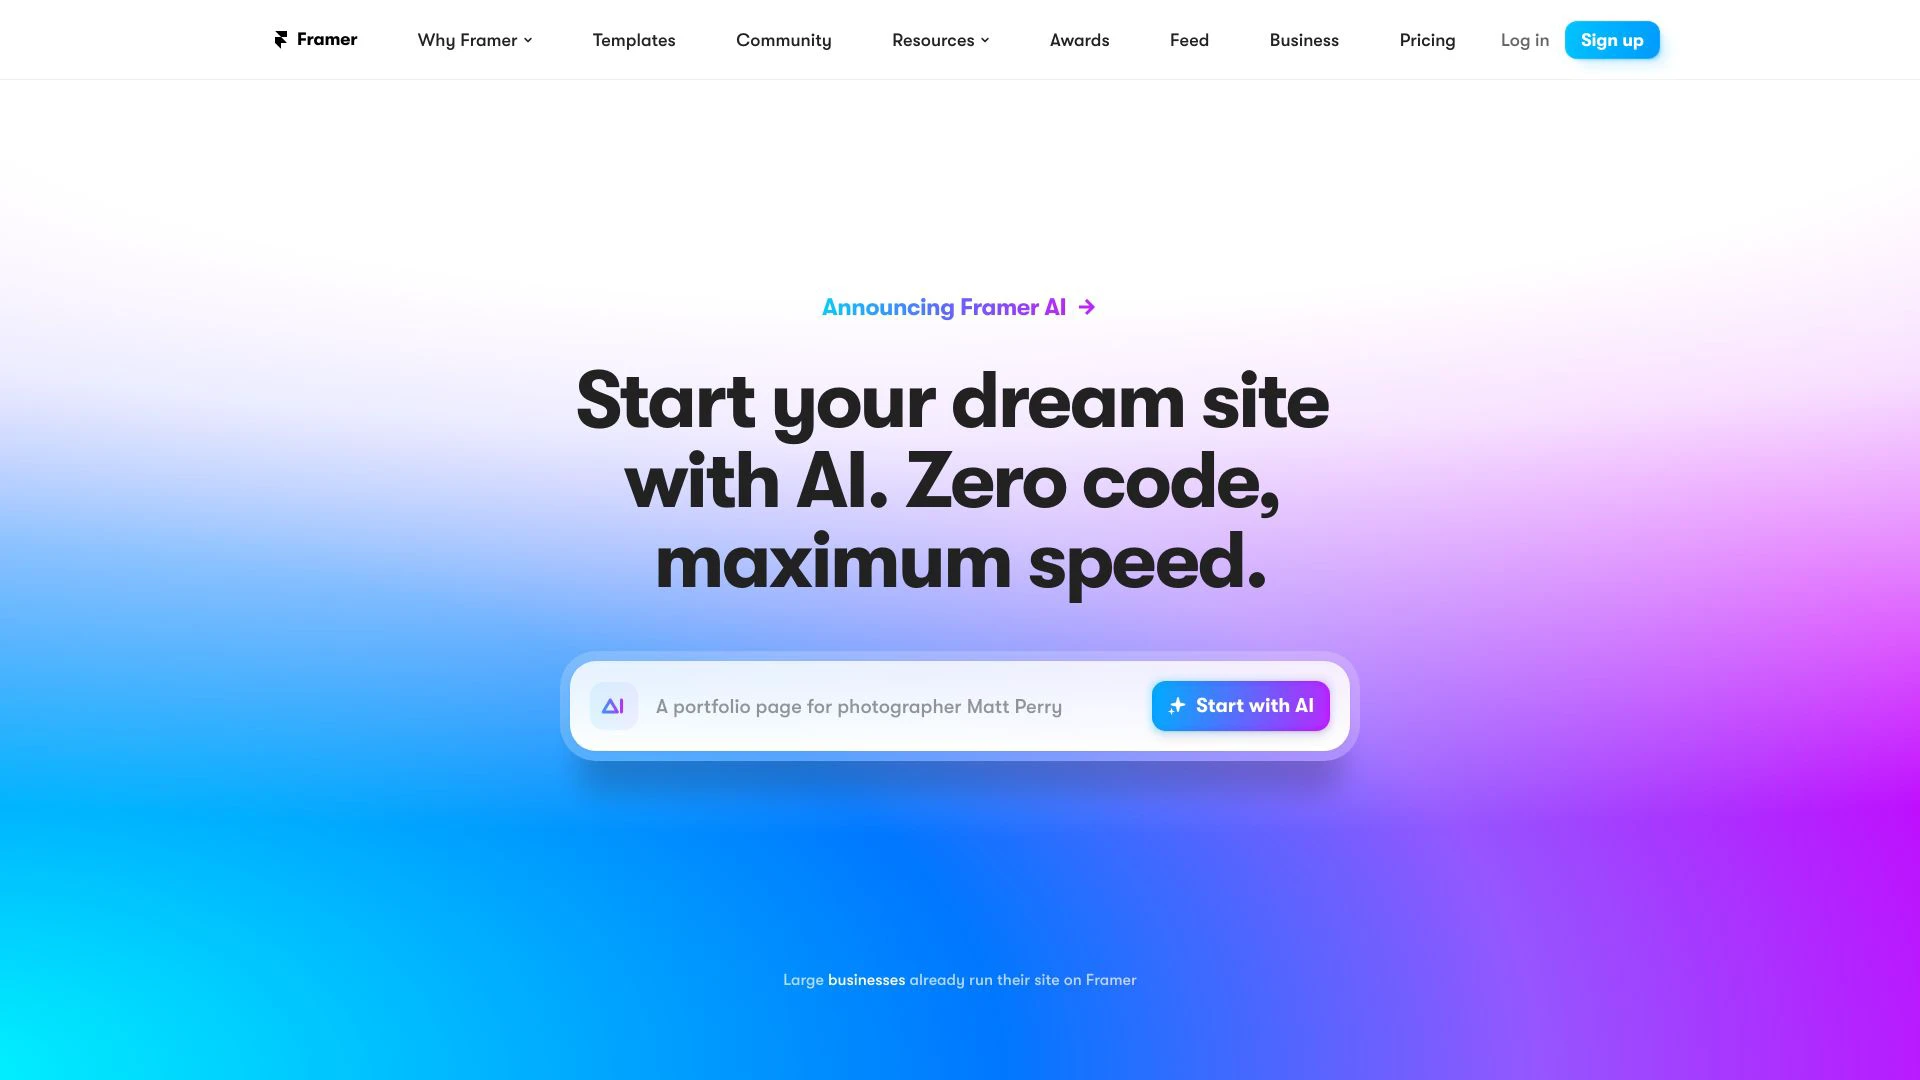 Framer
Why Framer
Templates
Community
Resources
Awards
Feed
Business
Pricing
Log in
Sign up
Announcing Framer AI →
Start your dream site
with AI. Zero code,
maximum speed.
AI
A portfolio page for photographer Matt Perry
Start with AI
Large businesses already run their site on Framer